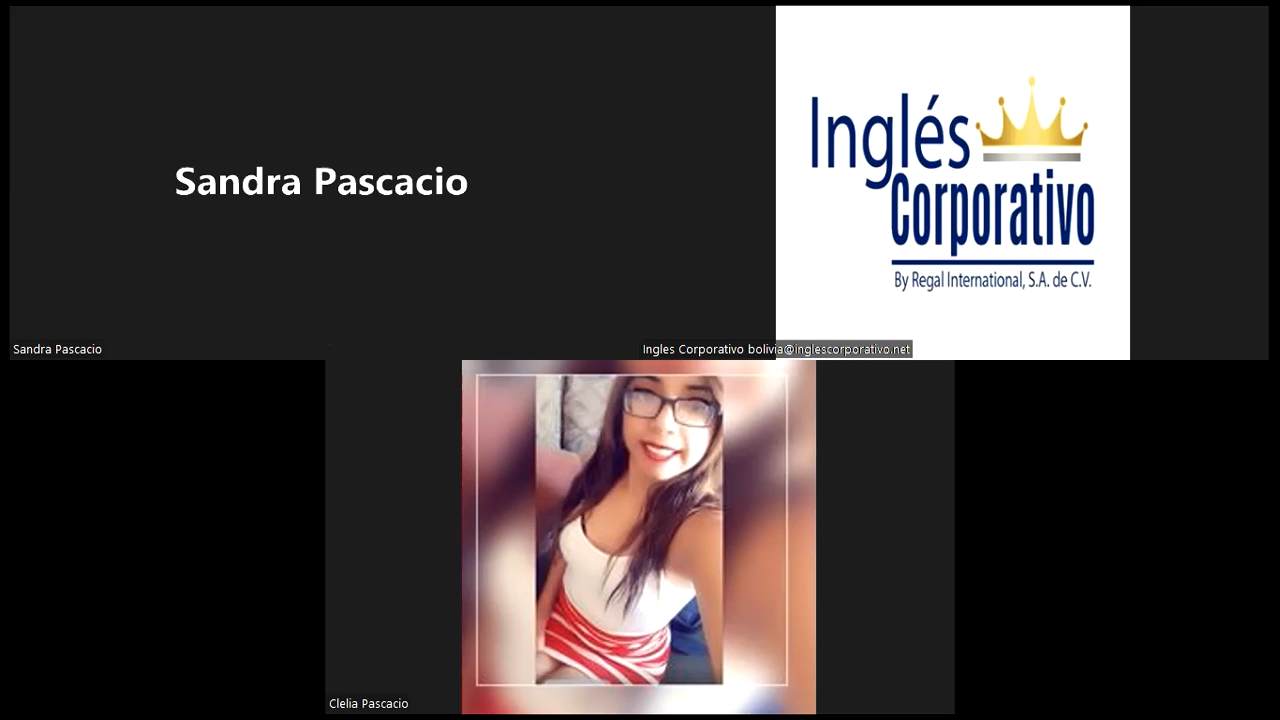 Sandra Pascacio
Inglés
Corporativo
By Regal International, S.A. de C.V.
Sandra Pascacio
Ingles Corporativo bolivia@inglescorporativo.net
Clelia Pascacio